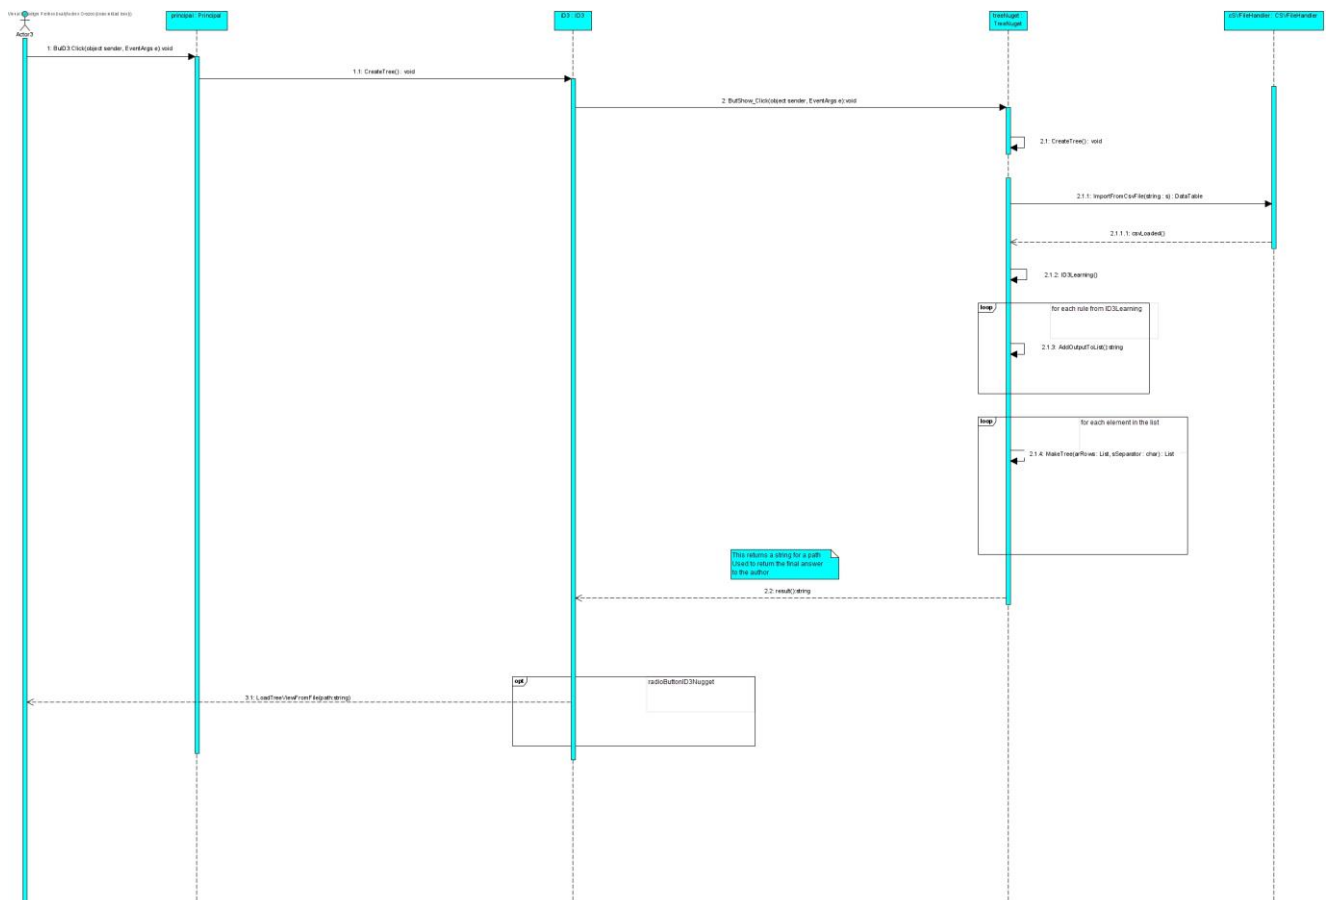 principal : Principal
ID3 : ID3
treeNuget :
TreeNuget
cSVFileHandler : CSVFileHandler
Actor3
1: ButID3.Click(object sender, EventArgs e):void
1.1: CreateTree() : void
2: ButShow_Click(object sender, EventArgs e):void
2.1: CreateTree() : void
2.1.1: ImportFromCsvFile(string : s) : DataTable
2.1.1.1: csvLoaded()
2.1.2: ID3Learning()
loop
for each rule from ID3Learning
2.1.3: AddOutputToList():string
loop
for each element in the list
2.1.4: MakeTree(arRows : List, sSeparator : char) : List
This returns a string for a path
Used to return the final answer
to the author
2.2: result():string
opt
radioButtonID3Nugget
3.1: LoadTreeViewFromFile(path:string)